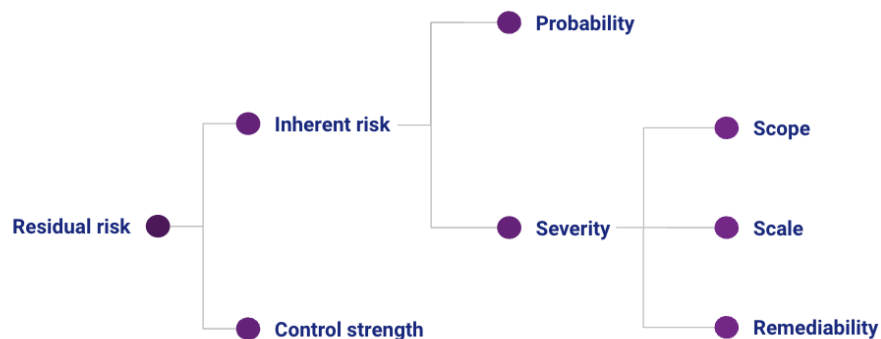 Probability
Inherent risk
Scope
Residual risk
Severity
Scale
Control strength
Remediability